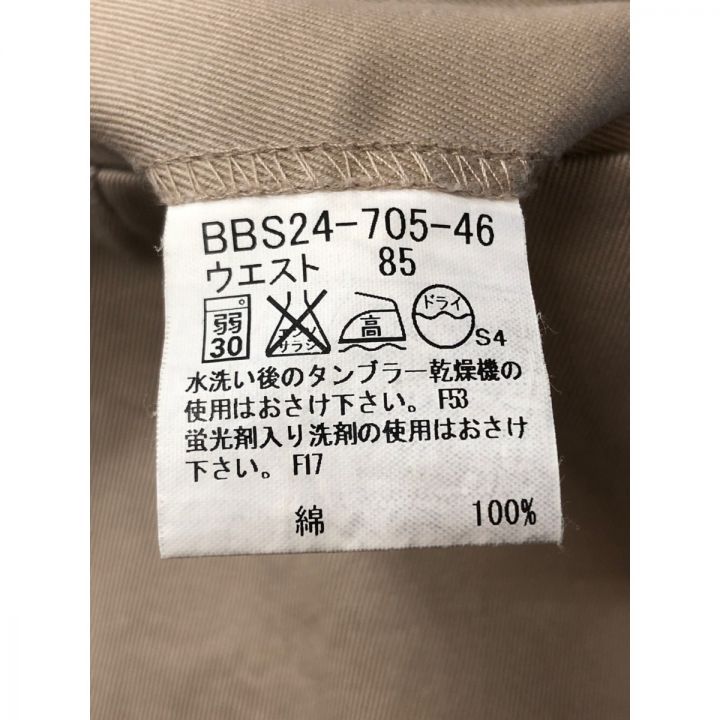 BBS24-705-46
ウエスト 85
弱 30 エンソ サラシ 高 ドライ S4
水洗い後のタンブラー乾燥機の
使用はおさけ下さい。 F53
蛍光剤入り洗剤の使用はおさけ
下さい。 F17
綿 100%